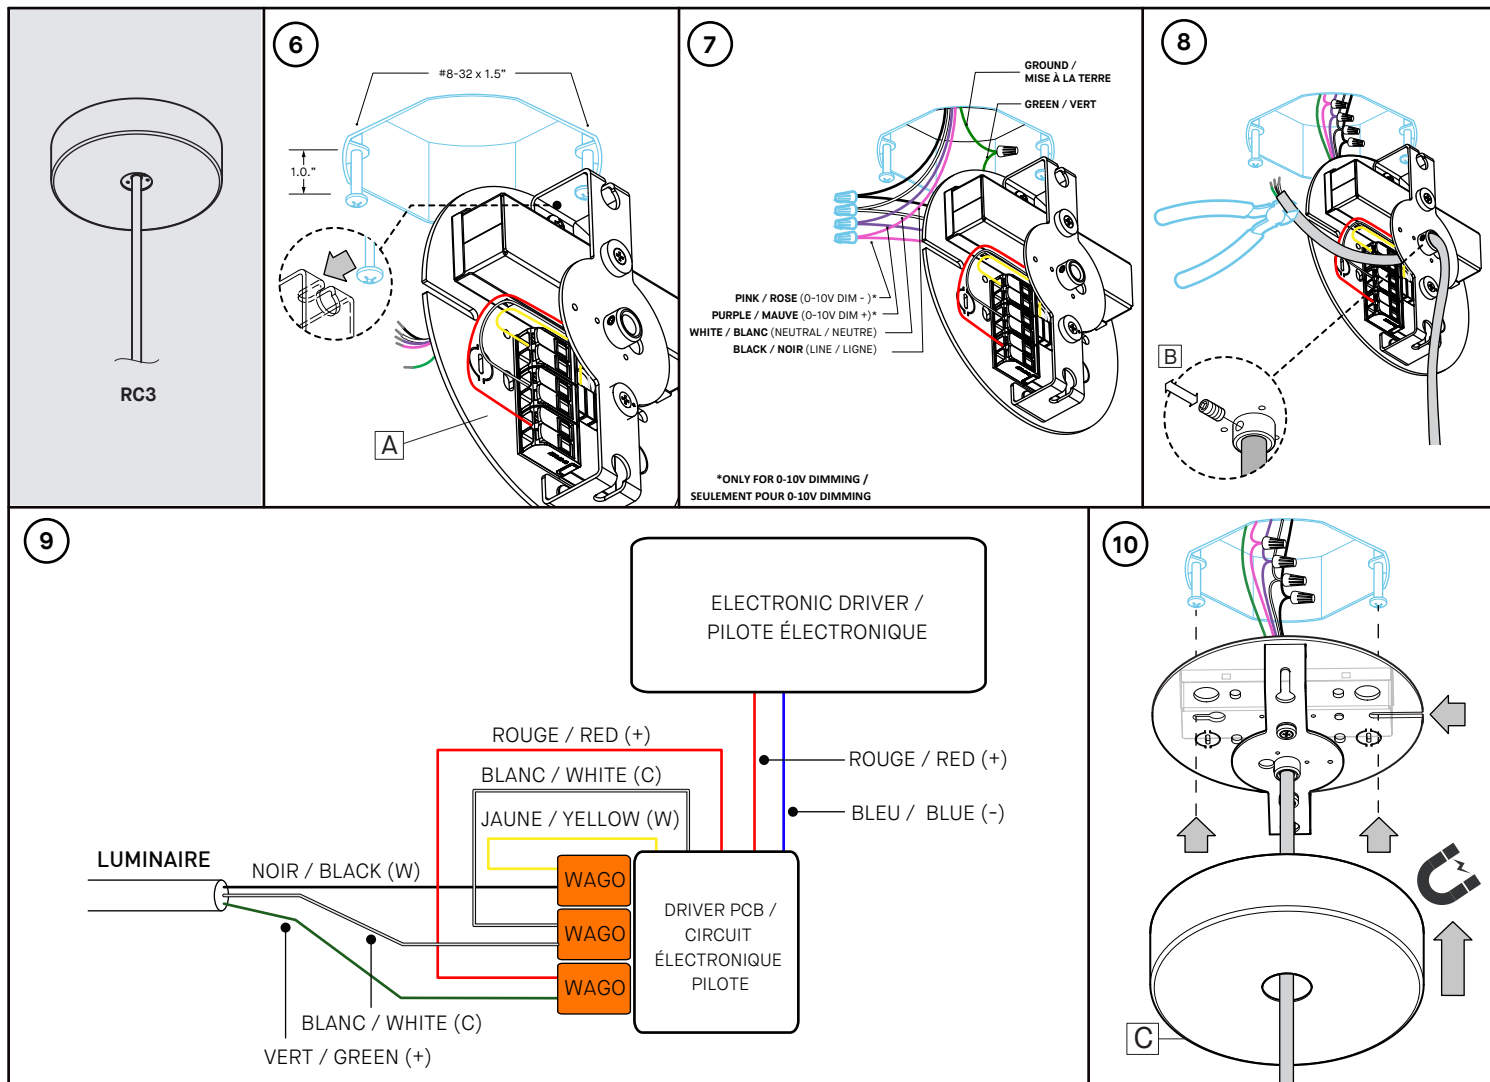 RC3
6
#8-32 x 1.5"
1.0."
A
7
GROUND /
MISE À LA TERRE
GREEN / VERT
PINK / ROSE (0-10V DIM - )*
PURPLE / MAUVE (0-10V DIM +)*
WHITE / BLANC (NEUTRAL / NEUTRE)
BLACK / NOIR (LINE / LIGNE)
*ONLY FOR 0-10V DIMMING /
SEULEMENT POUR 0-10V DIMMING
8
B
9
ELECTRONIC DRIVER /
PILOTE ÉLECTRONIQUE
ROUGE / RED (+)
BLANC / WHITE (C)
JAUNE / YELLOW (W)
ROUGE / RED (+)
BLEU / BLUE (-)
LUMINAIRE
NOIR / BLACK (W)
WAGO
WAGO
WAGO
DRIVER PCB /
CIRCUIT
ÉLECTRONIQUE
PILOTE
BLANC / WHITE (C)
VERT / GREEN (+)
10
C